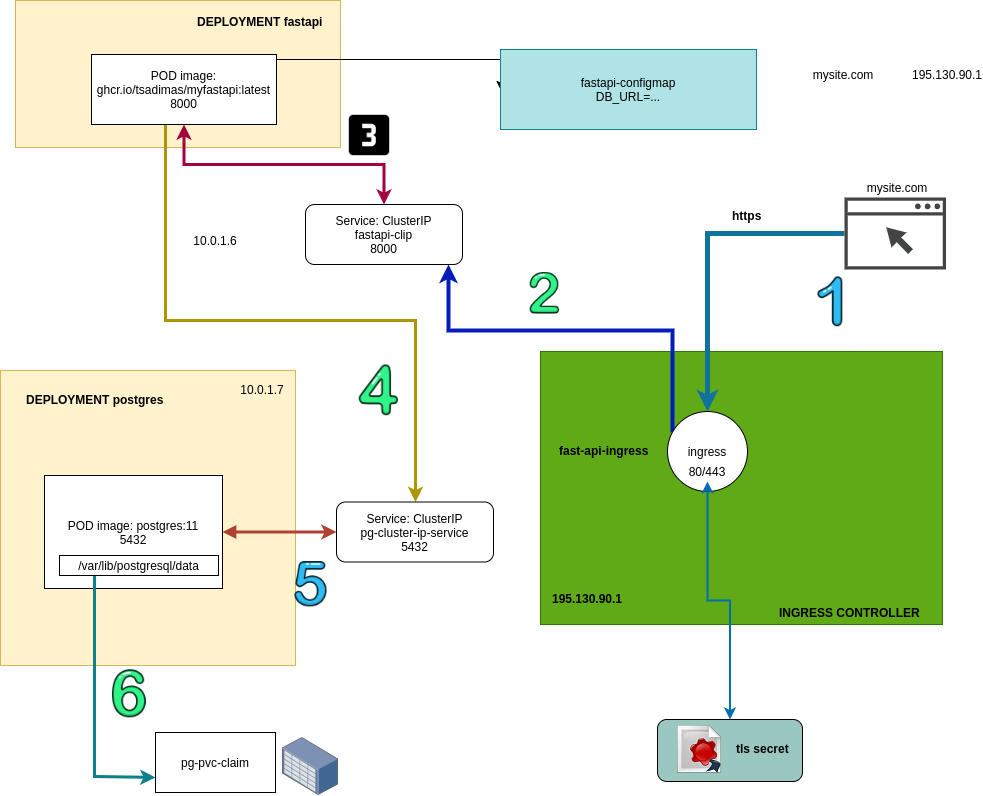 DEPLOYMENT fastapi
POD image:
ghcr.io/tsadimas/myfastapi:latest
8000
fastapi-configmap
DB_URL=...
mysite.com
195.130.90.1
3
mysite.com
https
Service: ClusterIP
fastapi-clip
8000
10.0.1.6
2
1
4
DEPLOYMENT postgres
10.0.1.7
fast-api-ingress
ingress
80/443
POD image: postgres:11
5432
/var/lib/postgresql/data
Service: ClusterIP
pg-cluster-ip-service
5432
5
195.130.90.1
INGRESS CONTROLLER
6
pg-pvc-claim
tls secret